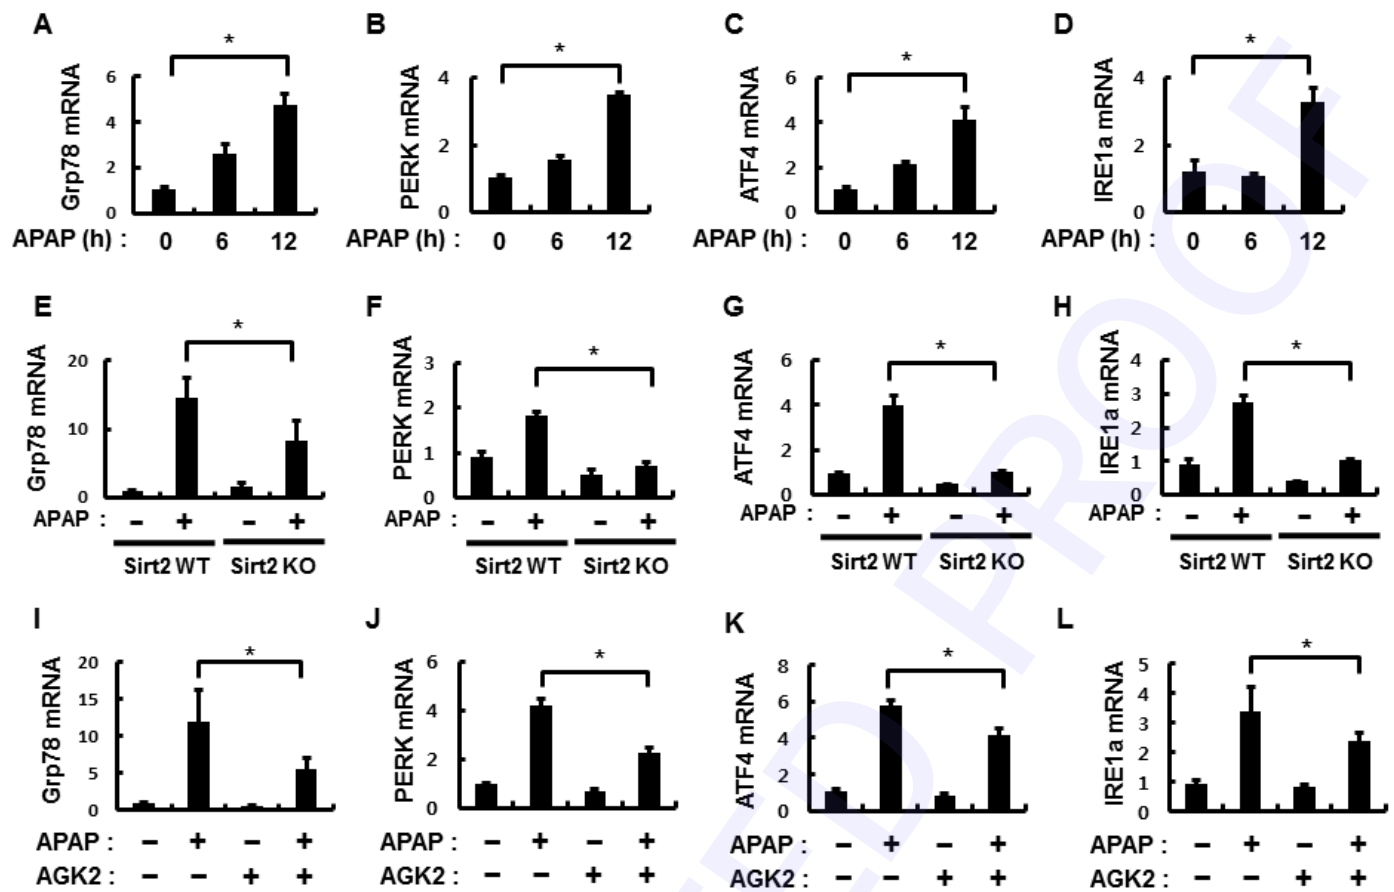 A
B
C
D
*
*
*
*
Grp78 mRNA
6
4
2
0
PERK mRNA
4
2
0
ATF4 mRNA
6
4
2
0
IRE1a mRNA
4
2
0
APAP (h) : 0 6 12
APAP (h) : 0 6 12
APAP (h) : 0 6 12
APAP (h) : 0 6 12
E
F
G
H
*
*
*
*
Grp78 mRNA
20
10
0
PERK mRNA
3
2
1
0
ATF4 mRNA
6
4
2
0
IRE1a mRNA
4
3
2
1
0
APAP : − + − +
Sirt2 WT Sirt2 KO
APAP : − + − +
Sirt2 WT Sirt2 KO
APAP : − + − +
Sirt2 WT Sirt2 KO
APAP : − + − +
Sirt2 WT Sirt2 KO
I
J
K
L
*
*
*
*
Grp78 mRNA
20
15
10
5
0
PERK mRNA
6
4
2
0
ATF4 mRNA
8
6
4
2
0
IRE1a mRNA
5
4
3
2
1
0
APAP : − + − +
AGK2 : − − + +
APAP : − + − +
AGK2 : − − + +
APAP : − + − +
AGK2 : − − + +
APAP : − + − +
AGK2 : − − + +
ED PROOF